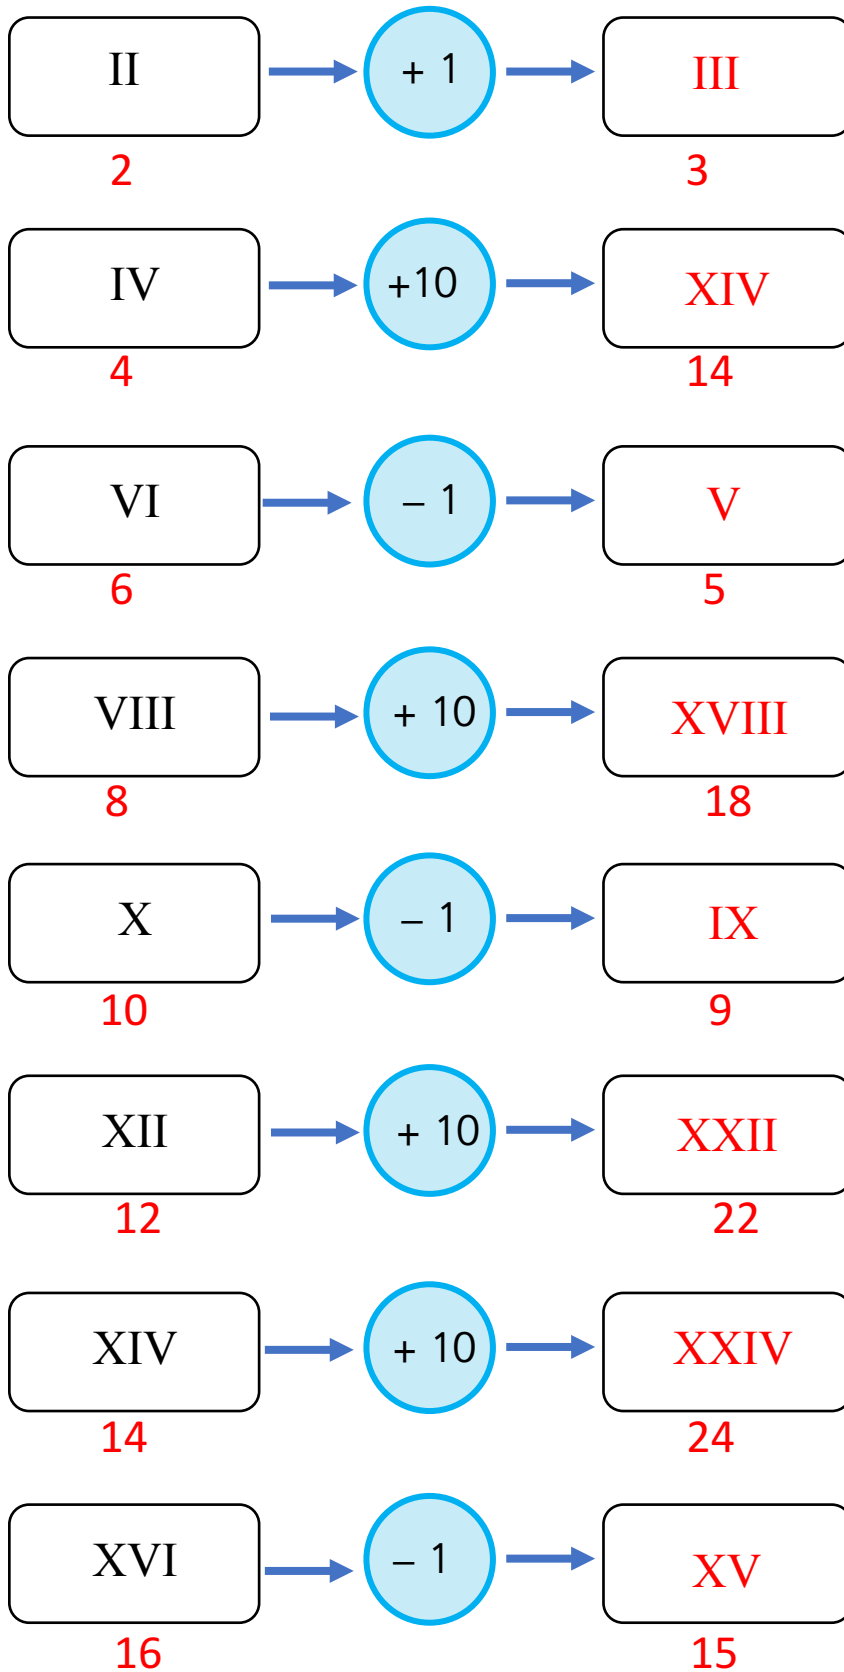 II + 1 III
2 3
IV +10 XIV
4 14
VI – 1 V
6 5
VIII + 10 XVIII
8 18
X – 1 IX
10 9
XII + 10 XXII
12 22
XIV + 10 XXIV
14 24
XVI – 1 XV
16 15